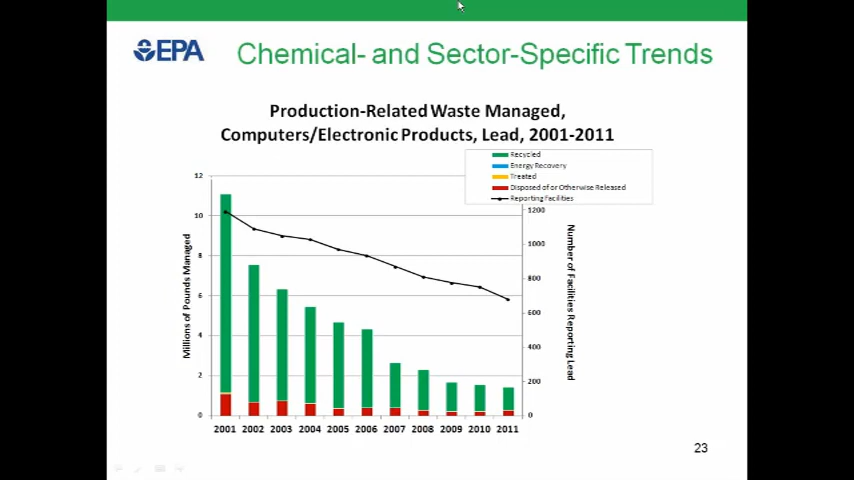 EPA
Chemical- and Sector-Specific Trends
Production-Related Waste Managed,
Computers/Electronic Products, Lead, 2001-2011
Recycled
Energy Recovery
Treated
Disposed of or Otherwise Released
Reporting Facilities
12
10
8
6
4
2
0
Millions of Pounds Managed
1200
1000
800
600
400
200
0
Number of Facilities Reporting Lead
2001 2002 2003 2004 2005 2006 2007 2008 2009 2010 2011
23